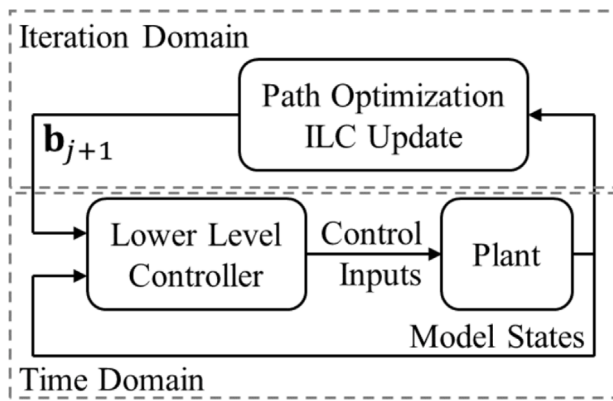 Iteration Domain
Path Optimization
ILC Update
𝐛_{j+1}
Lower Level
Controller
Control
Inputs
Plant
Model States
Time Domain